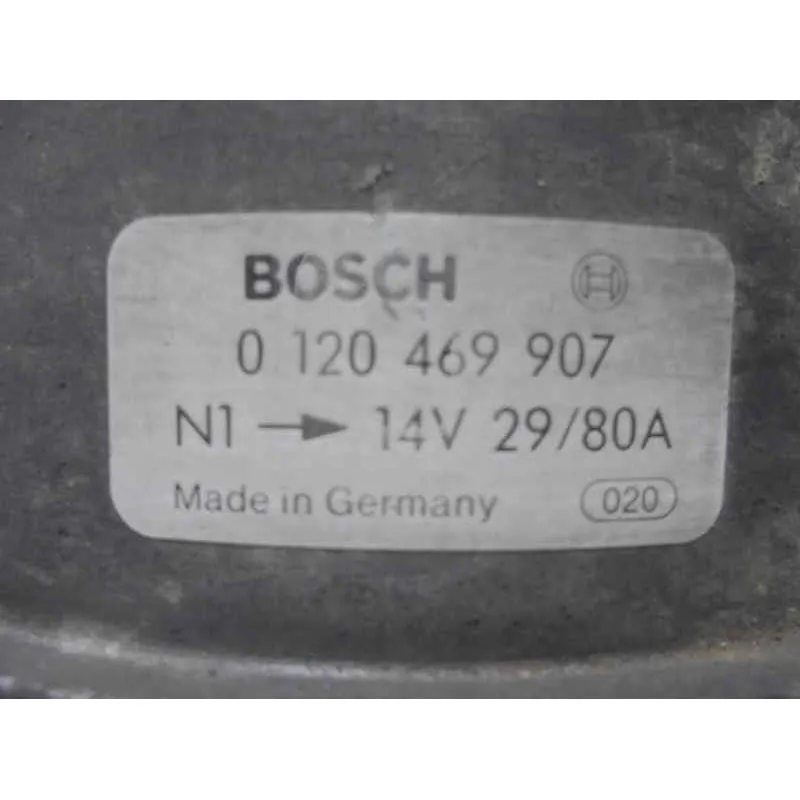 BOSCH
0 120 469 907
N1 → 14V 29/80A
Made in Germany 020